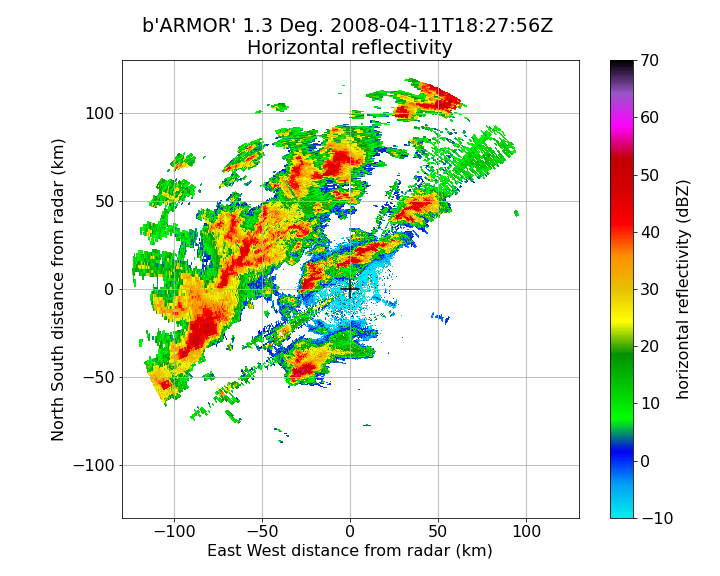 b'ARMOR' 1.3 Deg. 2008-04-11T18:27:56Z
Horizontal reflectivity
North South distance from radar (km)
100
50
0
−50
−100
−100 −50 0 50 100
East West distance from radar (km)
70
60
50
40
30
20
10
0
−10
horizontal reflectivity (dBZ)